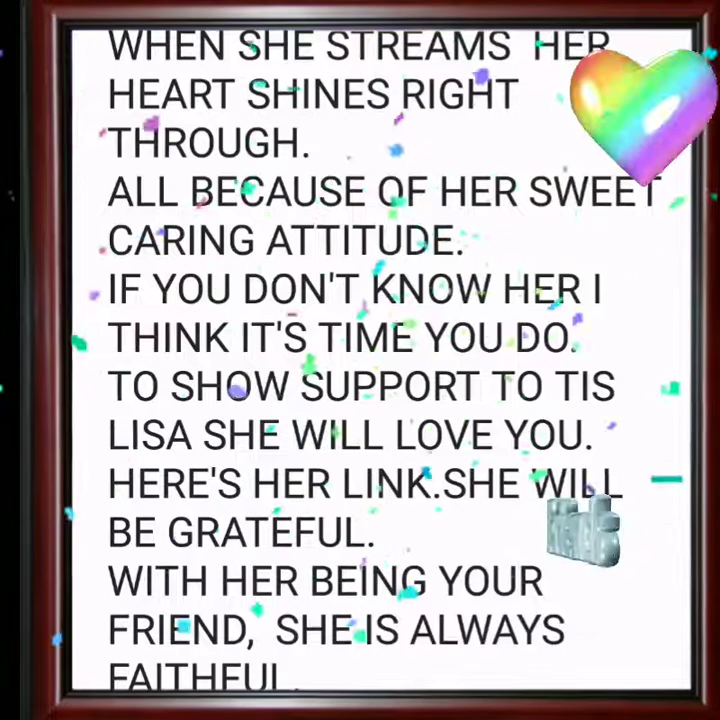 WHEN SHE STREAMS HER
HEART SHINES RIGHT
THROUGH.
ALL BECAUSE OF HER SWEET
CARING ATTITUDE.
IF YOU DON'T KNOW HER I
THINK IT'S TIME YOU DO.
TO SHOW SUPPORT TO TIS
LISA SHE WILL LOVE YOU.
HERE'S HER LINK.SHE WILL
BE GRATEFUL.
WITH HER BEING YOUR
FRIEND, SHE IS ALWAYS
FAITHFUL.